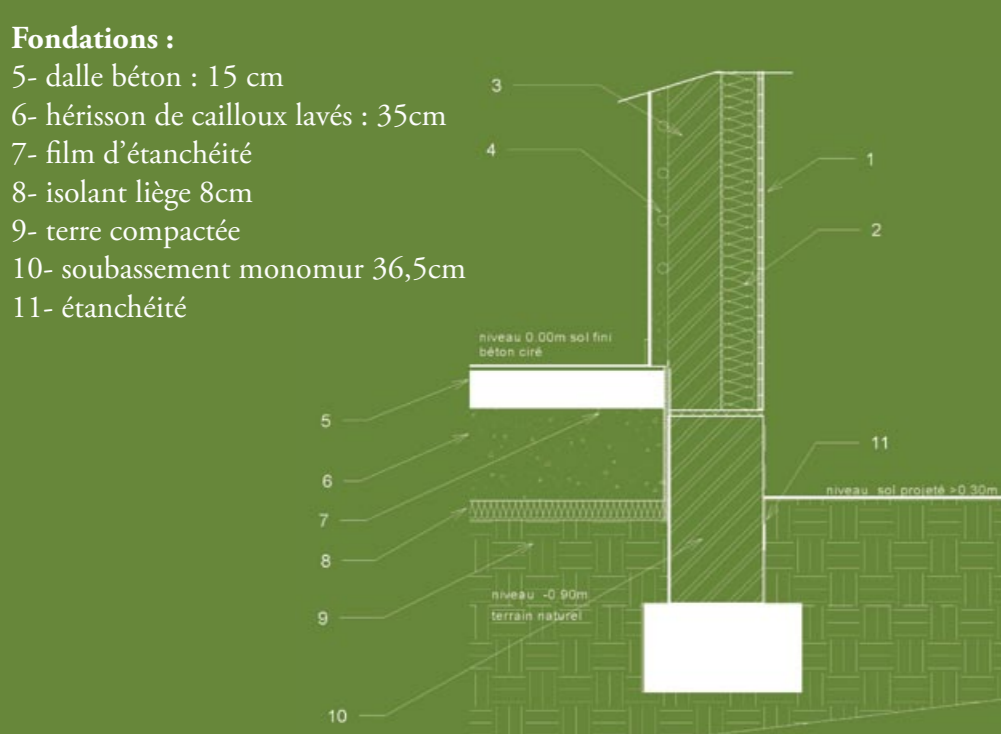 Fondations :
5- dalle béton : 15 cm
6- hérisson de cailloux lavés : 35cm
7- film d’étanchéité
8- isolant liège 8cm
9- terre compactée
10- soubassement monomur 36,5cm
11- étanchéité
3
4
1
2
niveau 0.00m sol fini
béton ciré
5
11
6
niveau sol projeté >0.30m
7
8
niveau -0.90m
9
terrain naturel
10